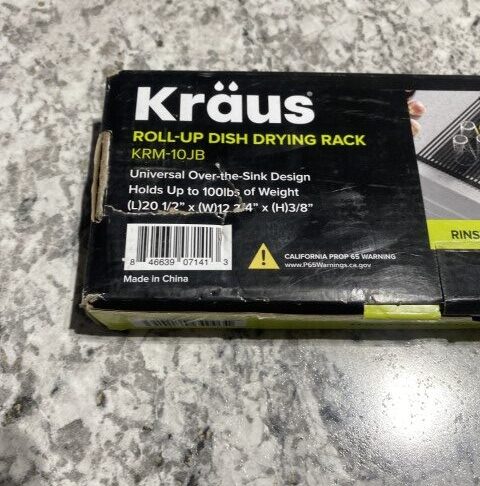 Kräus
ROLL-UP DISH DRYING RACK
KRM-10JB
Universal Over-the-Sink Design
Holds Up to 100lbs of Weight
(L)20 1/2" x (W)12 3/4" x (H)3/8"
8 46639 07141 3
CALIFORNIA PROP 65 WARNING
www.P65Warnings.ca.gov
Made in China
RINS